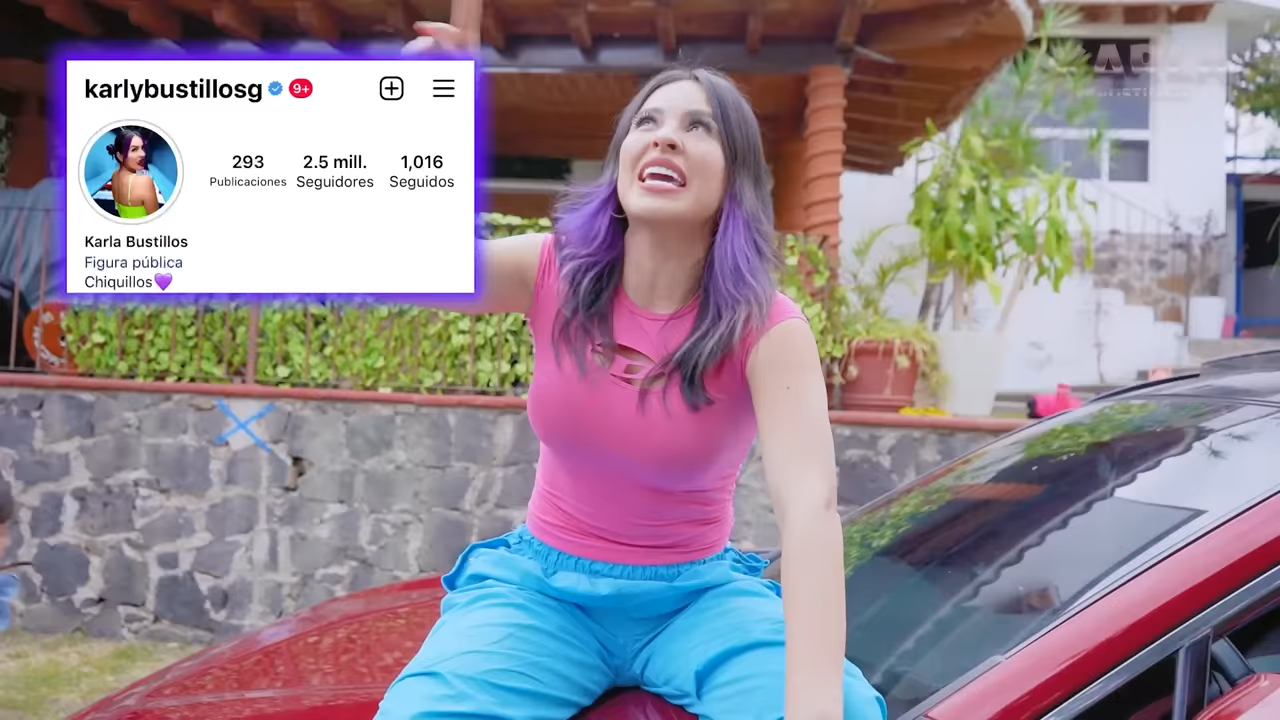 karlybustillosg 9+
293 2.5 mill. 1,016
Publicaciones Seguidores Seguidos
Karla Bustillos
Figura pública
Chiquillos💜